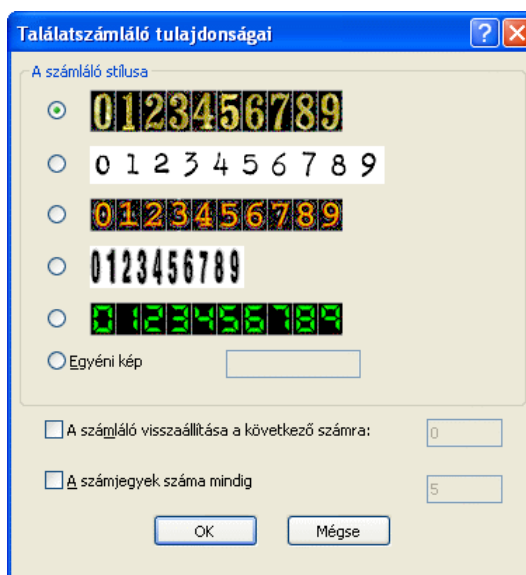 Találatszámláló tulajdonságai
A számláló stílusa
0123456789
0 1 2 3 4 5 6 7 8 9
0123456789
0123456789
0123456789
Egyéni kép
A számláló visszaállítása a következő számra: 0
A számjegyek száma mindig 5
OK Mégse